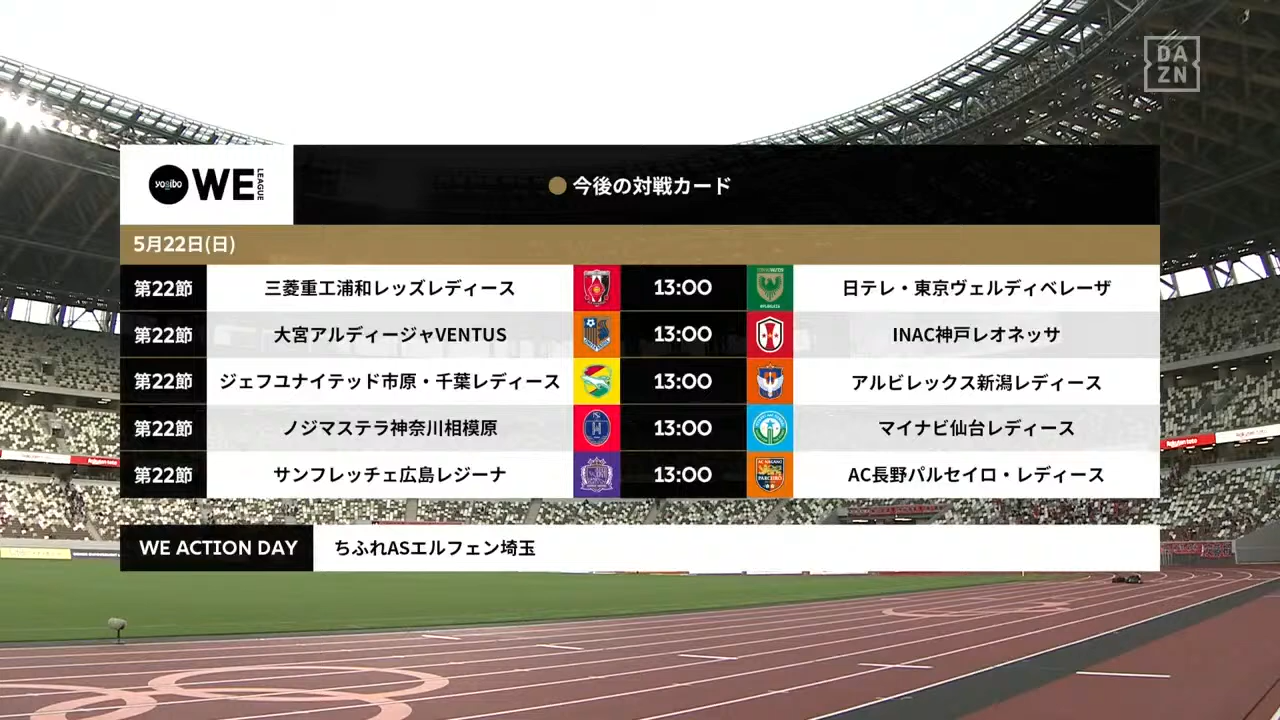 DAZN
yogibo WE LEAGUE
今後の対戦カード
5月22日(日)
第22節 三菱重工浦和レッズレディース 13:00 日テレ・東京ヴェルディベレーザ
第22節 大宮アルディージャVENTUS 13:00 INAC神戸レオネッサ
第22節 ジェフユナイテッド市原・千葉レディース 13:00 アルビレックス新潟レディース
第22節 ノジマステラ神奈川相模原 13:00 マイナビ仙台レディース
第22節 サンフレッチェ広島レジーナ 13:00 AC長野パルセイロ・レディース
WE ACTION DAY ちふれASエルフェン埼玉